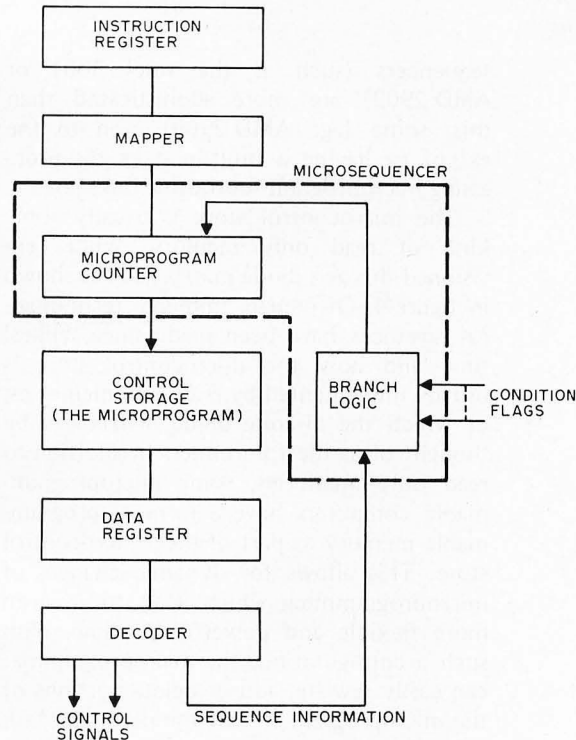 INSTRUCTION
REGISTER
MAPPER
MICROSEQUENCER
MICROPROGRAM
COUNTER
CONTROL
STORAGE
(THE MICROPROGRAM)
BRANCH
LOGIC
CONDITION
FLAGS
DATA
REGISTER
DECODER
CONTROL
SIGNALS
SEQUENCE INFORMATION